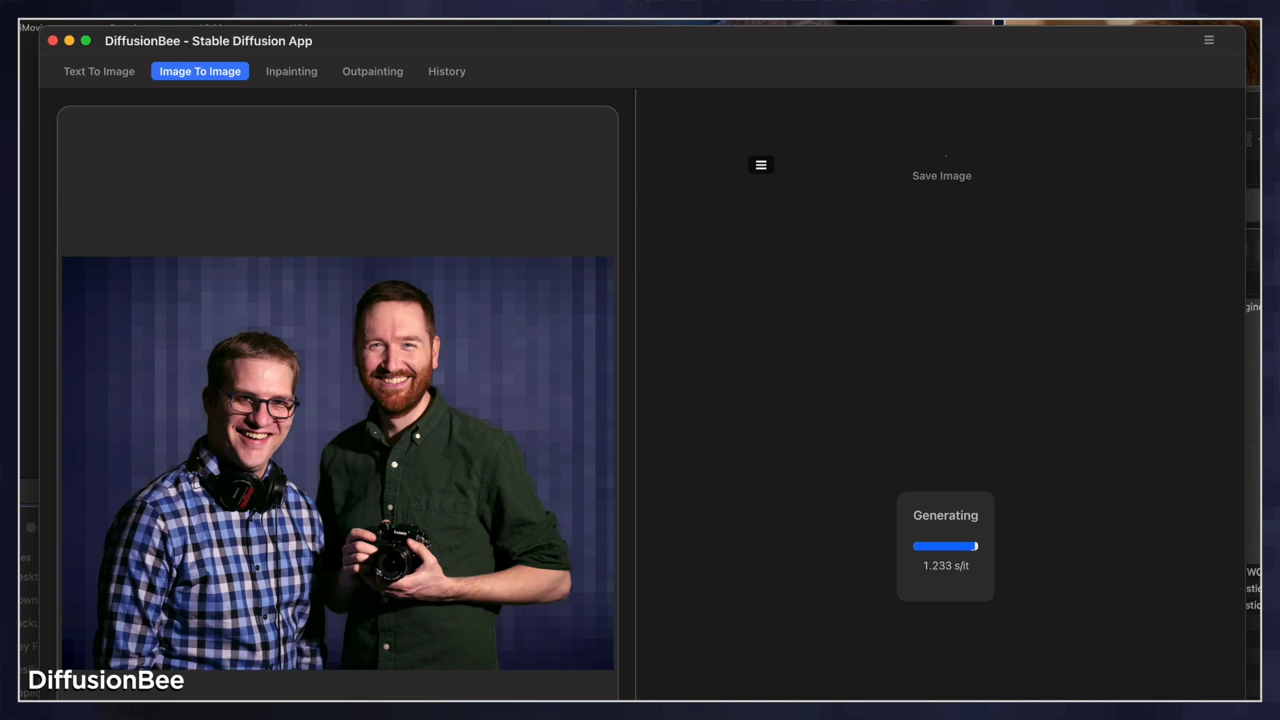 DiffusionBee - Stable Diffusion App
Text To Image
Image To Image
Inpainting
Outpainting
History
Save Image
Generating
1.233 s/it
DiffusionBee